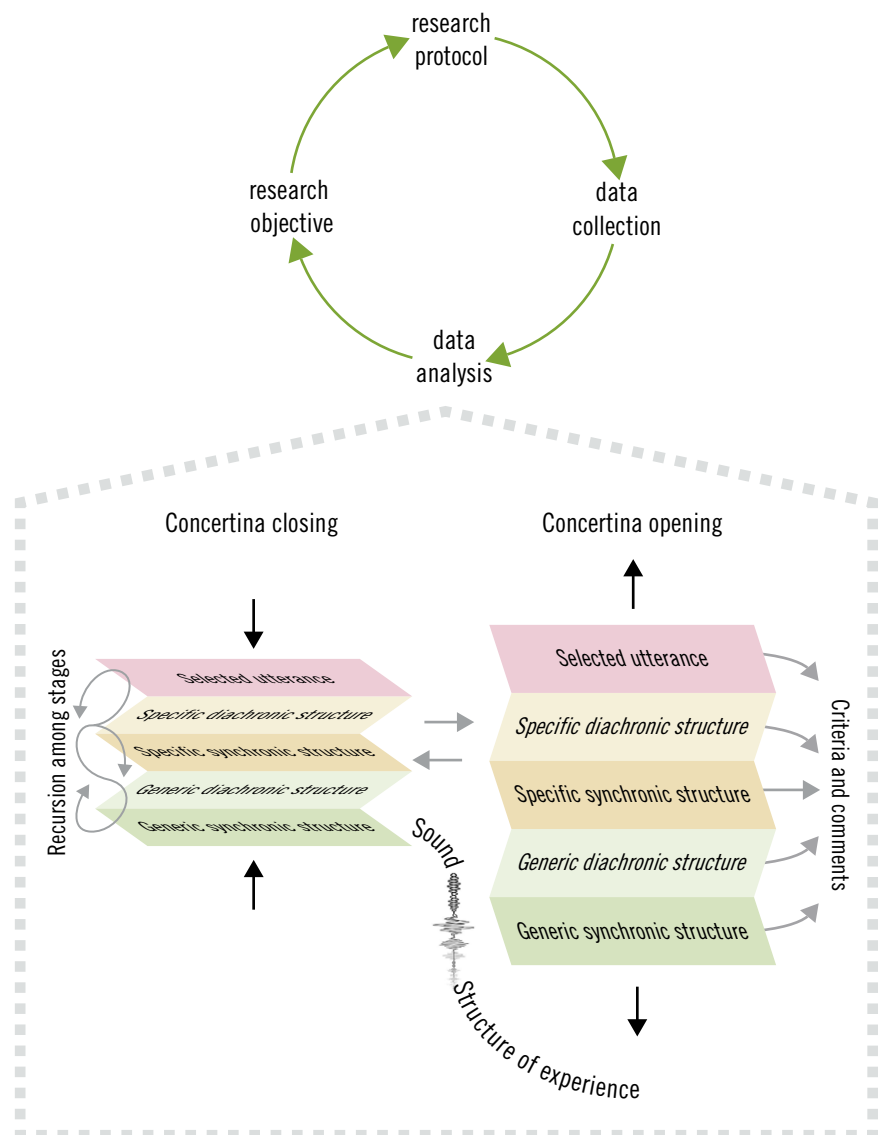 research
protocol
research
objective
data
collection
data
analysis
Concertina closing
Concertina opening
Recursion among stages
Selected utterance
Specific diachronic structure
Specific synchronic structure
Generic diachronic structure
Generic synchronic structure
Selected utterance
Specific diachronic structure
Specific synchronic structure
Generic diachronic structure
Generic synchronic structure
Criteria and comments
Sound
Structure of experience